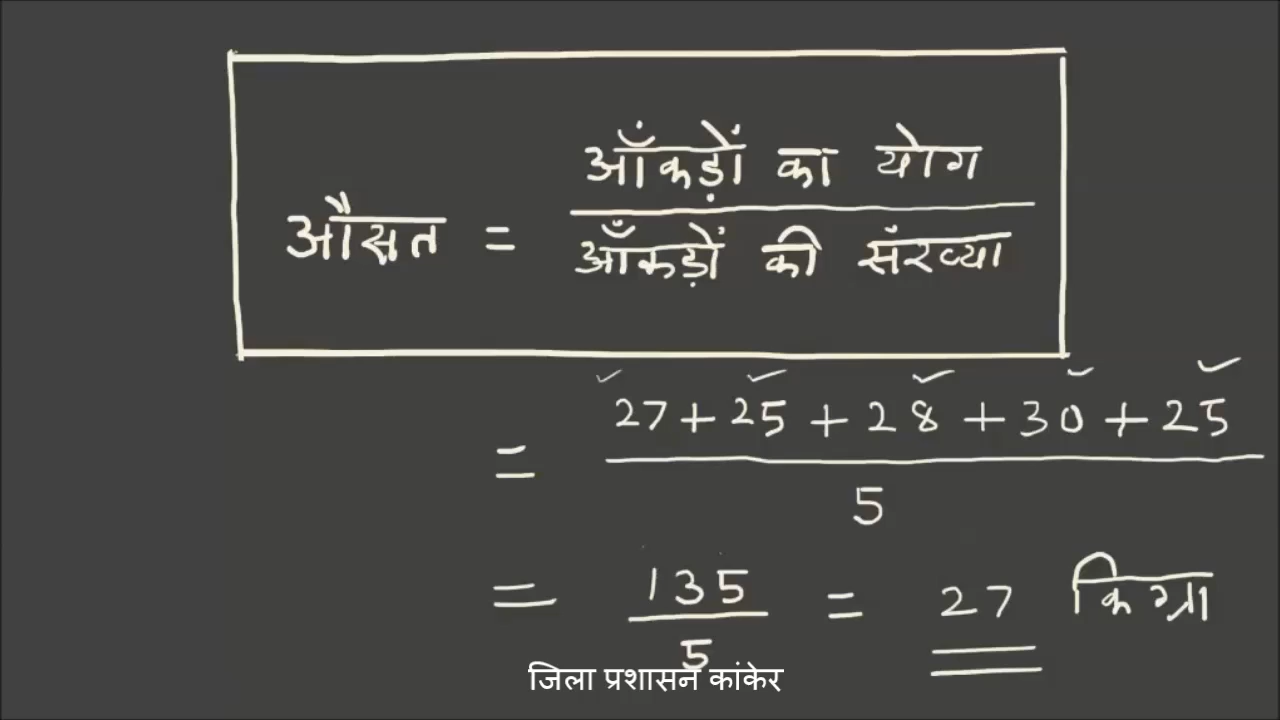 औसत = आँकड़ों का योग / आँकड़ों की संख्या
= 27 + 25 + 28 + 30 + 25 / 5
= 135 / 5 = 27 किग्रा
जिला प्रशासन कांकेर